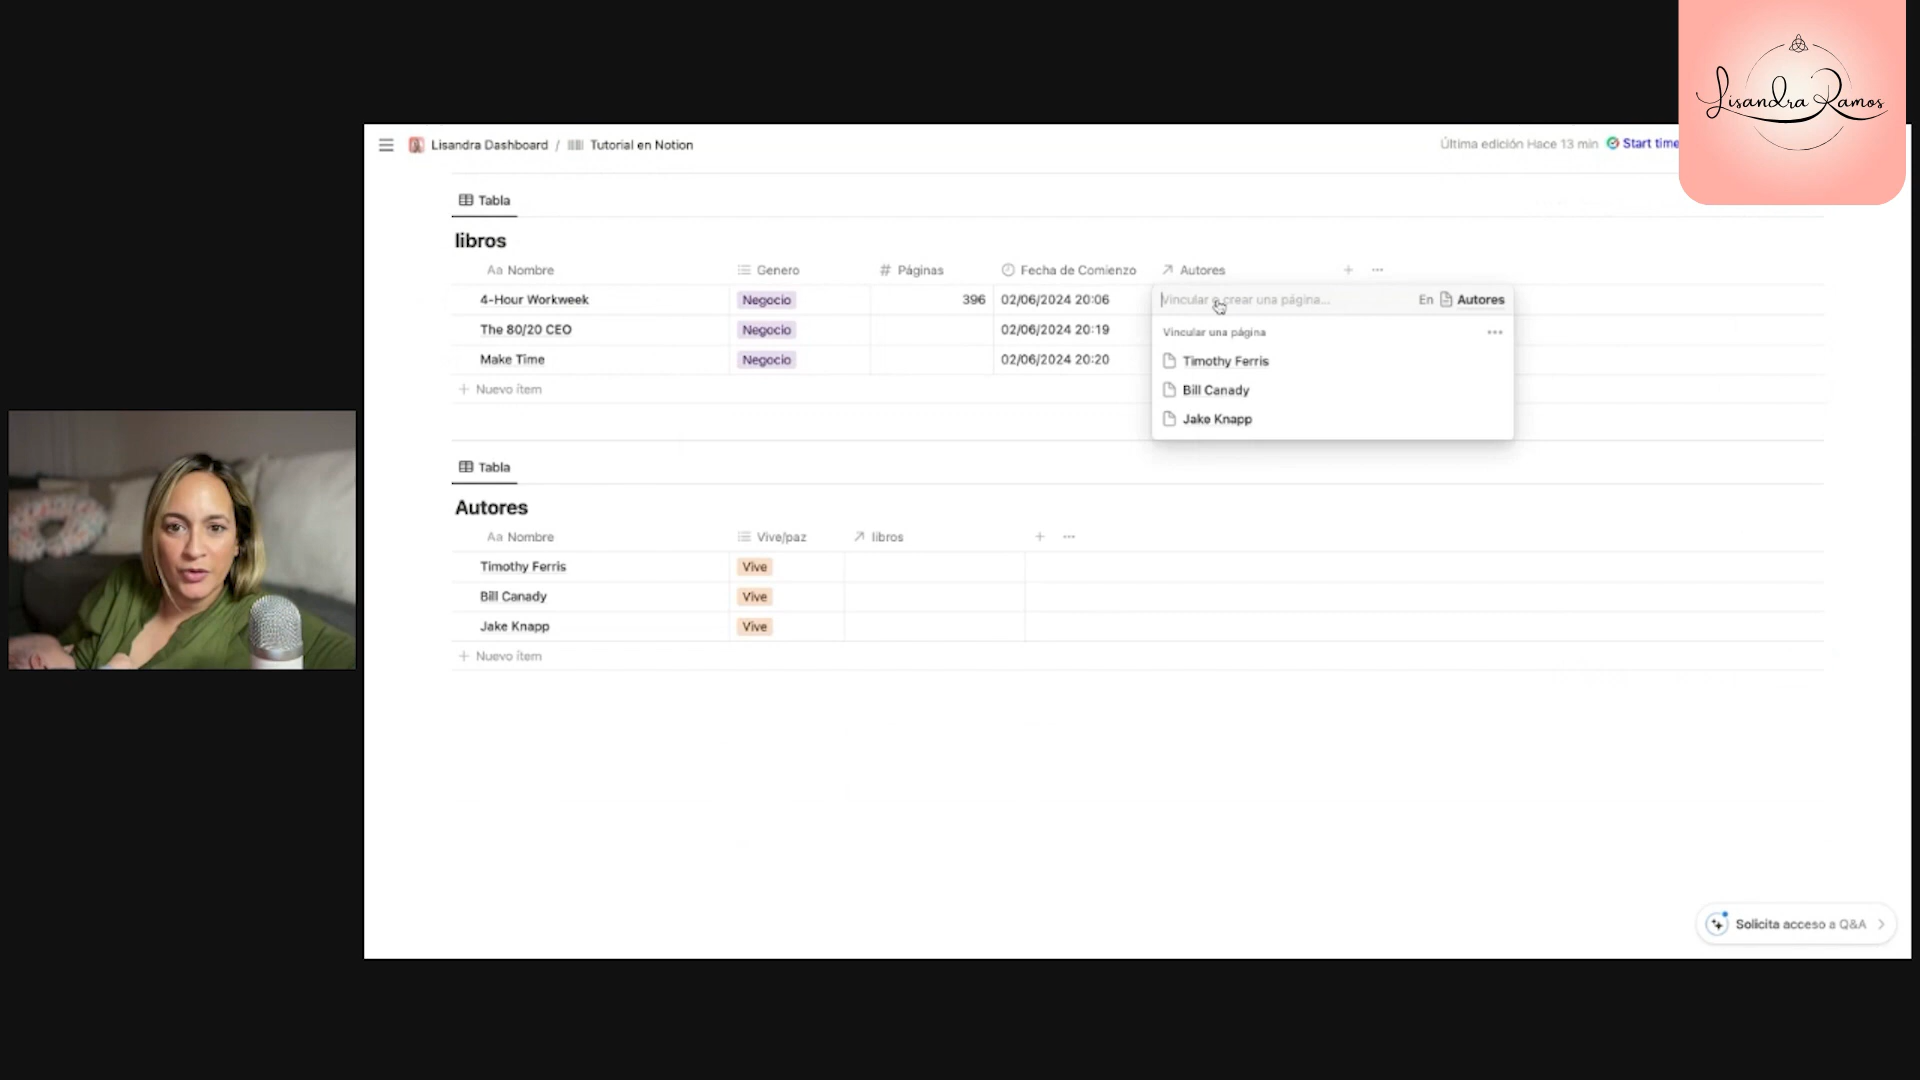 Lisandra Ramos
Lisandra Dashboard / Tutorial en Notion
Última edición Hace 13 min Start time
Tabla
libros
Aa Nombre Genero # Páginas Fecha de Comienzo Autores + ...
4-Hour Workweek Negocio 396 02/06/2024 20:06 Vincular o crear una página... En Autores
The 80/20 CEO Negocio 02/06/2024 20:19 Vincular una página ...
Make Time Negocio 02/06/2024 20:20 Timothy Ferris
+ Nuevo ítem Bill Canady
Jake Knapp
Tabla
Autores
Aa Nombre Vive/paz libros + ...
Timothy Ferris Vive
Bill Canady Vive
Jake Knapp Vive
+ Nuevo ítem
Solicita acceso a Q&A